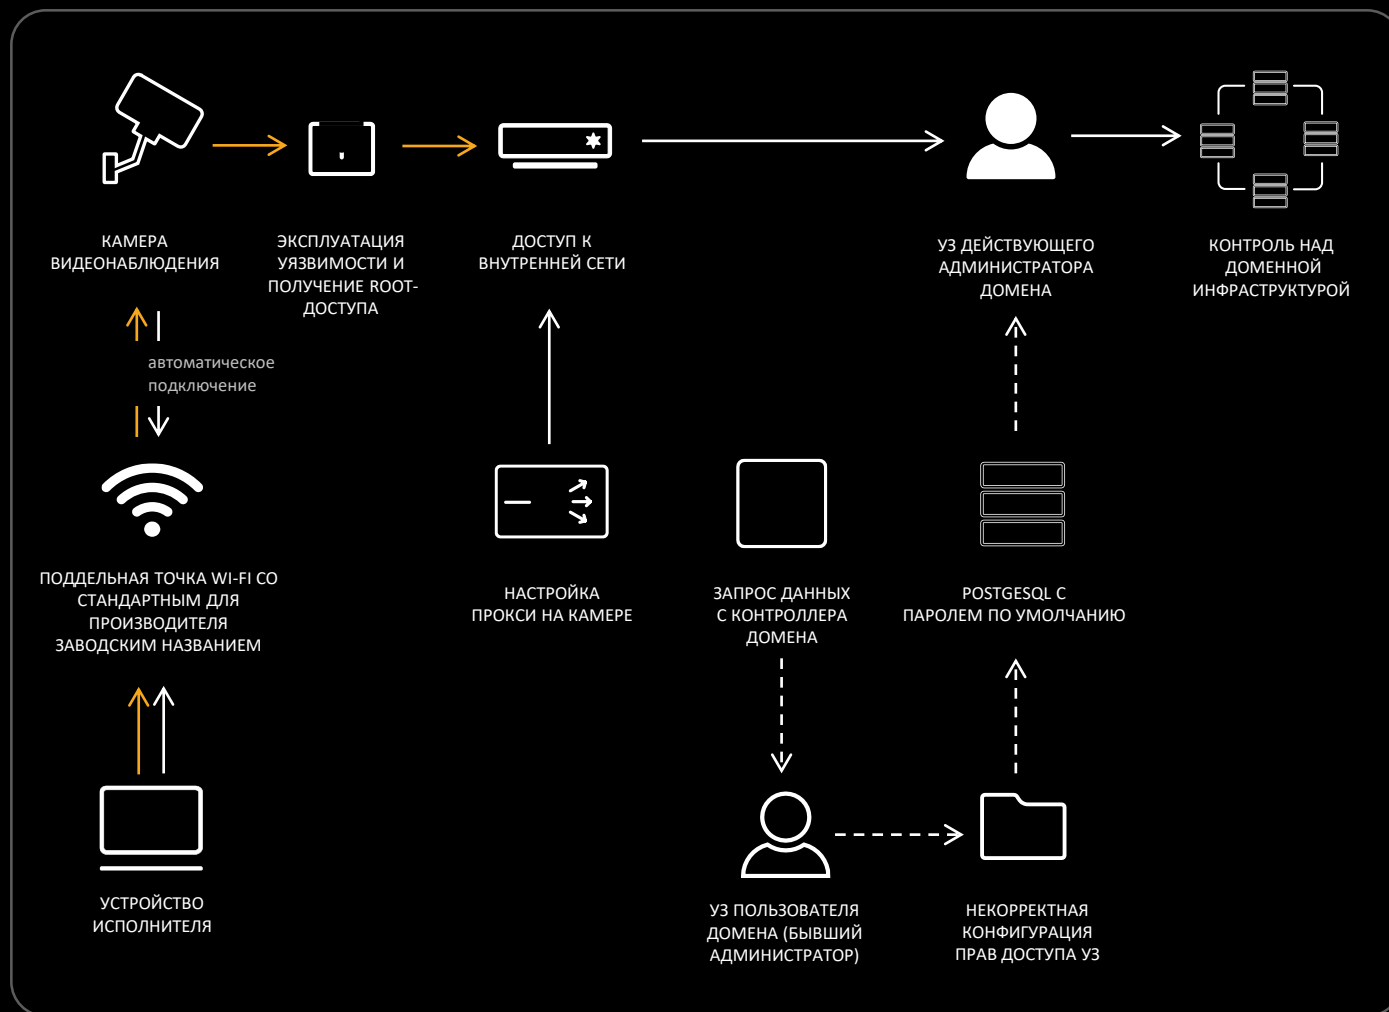 КАМЕРА
ВИДЕОНАБЛЮДЕНИЯ
ЭКСПЛУАТАЦИЯ
УЯЗВИМОСТИ И
ПОЛУЧЕНИЕ ROOT-
ДОСТУПА
ДОСТУП К
ВНУТРЕННЕЙ СЕТИ
УЗ ДЕЙСТВУЮЩЕГО
АДМИНИСТРАТОРА
ДОМЕНА
КОНТРОЛЬ НАД
ДОМЕННОЙ
ИНФРАСТРУКТУРОЙ
автоматическое
подключение
ПОДДЕЛЬНАЯ ТОЧКА WI-FI СО
СТАНДАРТНЫМ ДЛЯ
ПРОИЗВОДИТЕЛЯ
ЗАВОДСКИМ НАЗВАНИЕМ
НАСТРОЙКА
ПРОКСИ НА КАМЕРЕ
ЗАПРОС ДАННЫХ
С КОНТРОЛЛЕРА
ДОМЕНА
POSTGESQL С
ПАРОЛЕМ ПО УМОЛЧАНИЮ
УСТРОЙСТВО
ИСПОЛНИТЕЛЯ
УЗ ПОЛЬЗОВАТЕЛЯ
ДОМЕНА (БЫВШИЙ
АДМИНИСТРАТОР)
НЕКОРРЕКТНАЯ
КОНФИГУРАЦИЯ
ПРАВ ДОСТУПА УЗ